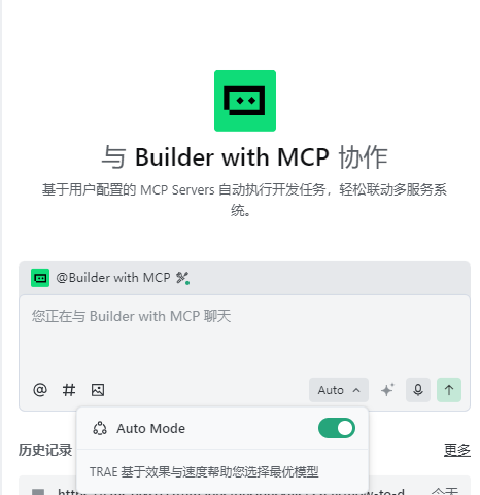 与 Builder with MCP 协作
基于用户配置的 MCP Servers 自动执行开发任务，轻松联动多服务系
统。
@Builder with MCP
您正在与 Builder with MCP 聊天
@ # Auto
Auto Mode
历史记录 更多
TRAE 基于效果与速度帮助您选择最优模型
今天